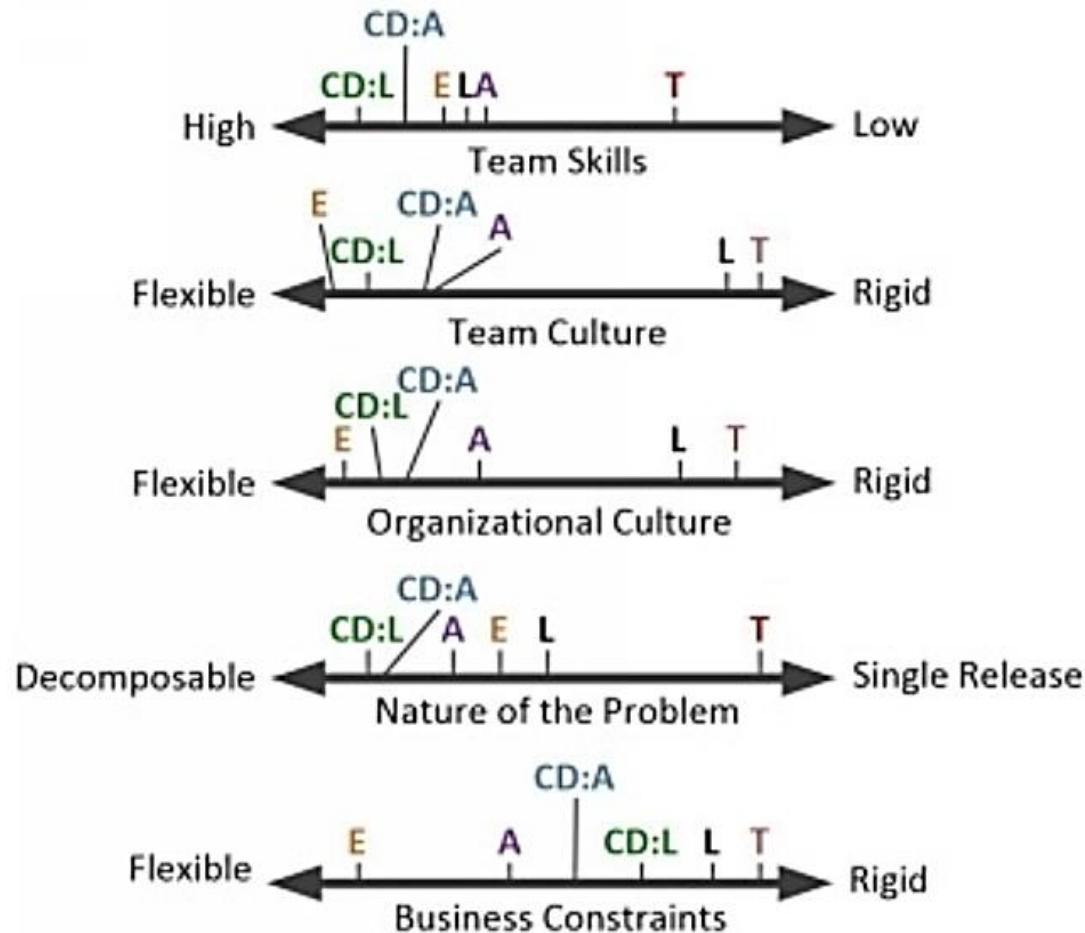 CD:A
CD:L E L A T
High Low
Team Skills
E CD:A A
CD:L L T
Flexible Rigid
Team Culture
CD:A
CD:L
E A L T
Flexible Rigid
Organizational Culture
CD:A
CD:L A E L T
Decomposable Single Release
Nature of the Problem
CD:A
E A CD:L L T
Flexible Rigid
Business Constraints